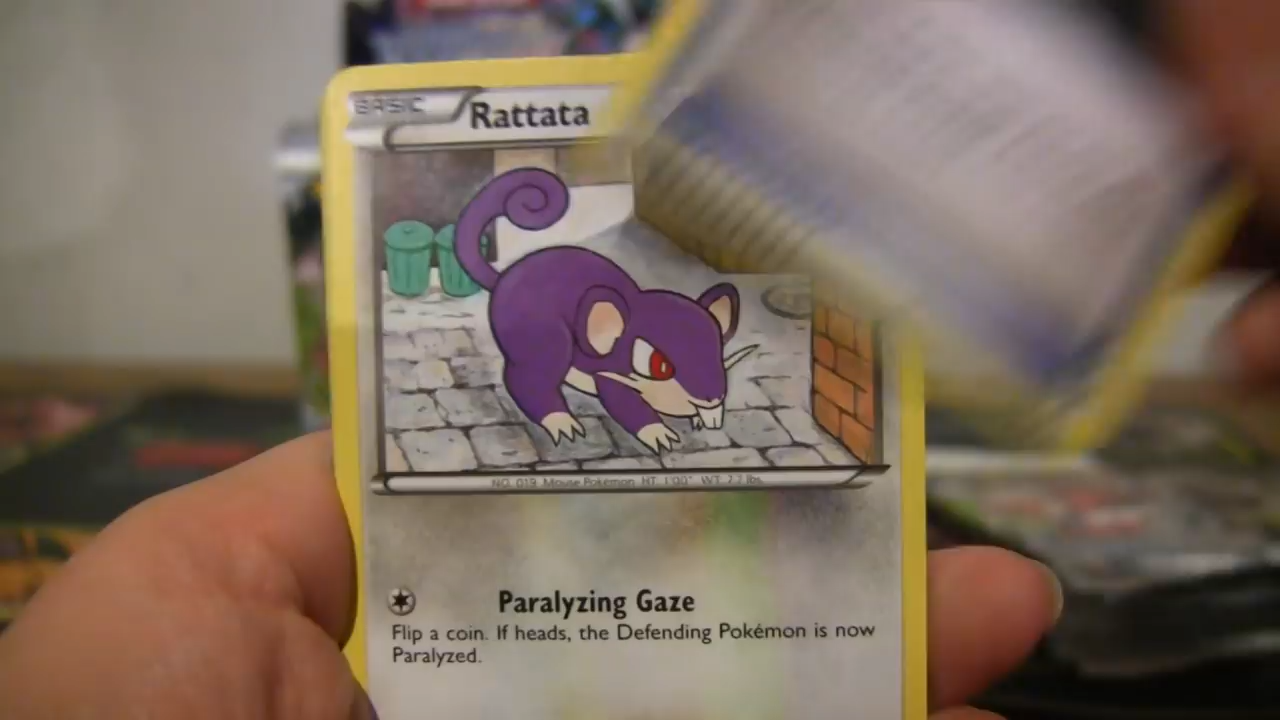 BASIC
Rattata
NO. 019 Mouse Pokémon HT: 1'00" WT: 7.7 lbs.
Paralyzing Gaze
Flip a coin. If heads, the Defending Pokémon is now
Paralyzed.